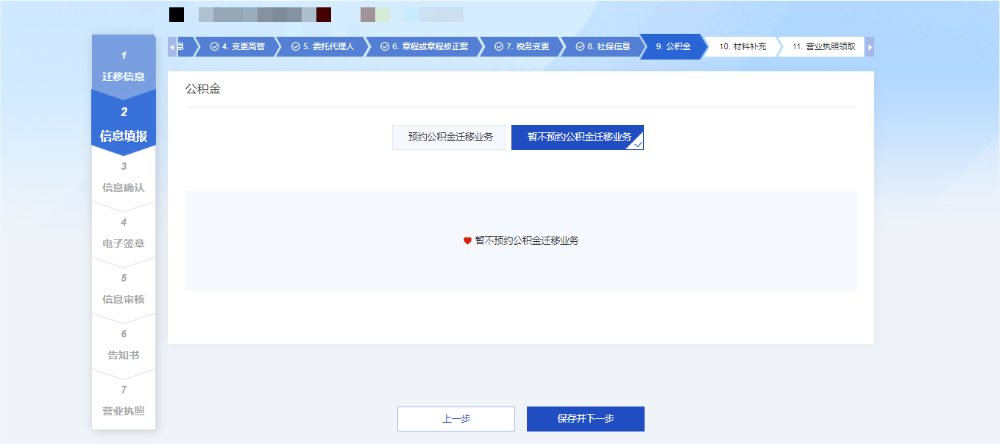 息
4. 变更高管
5. 委托代理人
6. 章程或章程修正案
7. 税务变更
8. 社保信息
9. 公积金
10. 材料补充
11. 营业执照领取
1
迁移信息
2
信息填报
3
信息确认
4
电子签章
5
信息审核
6
告知书
7
营业执照
公积金
预约公积金迁移业务
暂不预约公积金迁移业务
暂不预约公积金迁移业务
上一步
保存并下一步